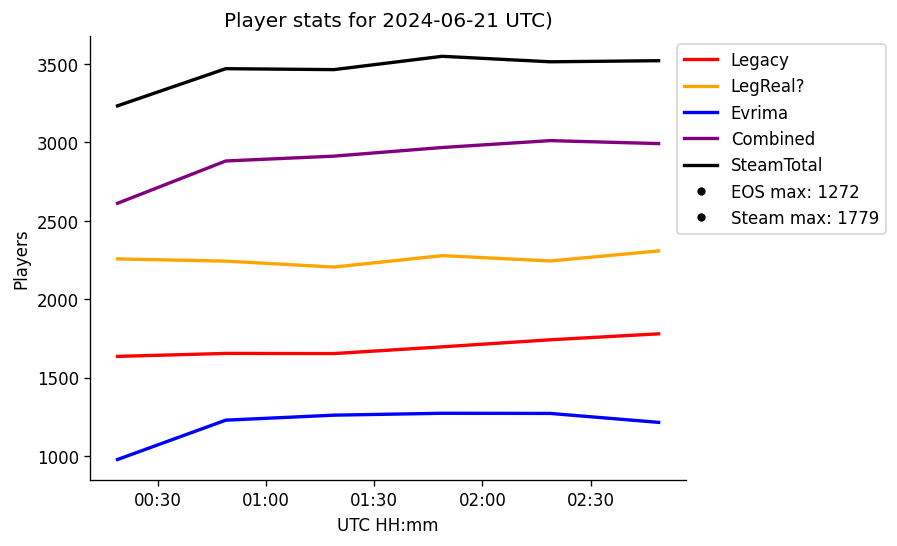 Player stats for 2024-06-21 UTC)
Legacy
LegReal?
Evrima
Combined
SteamTotal
EOS max: 1272
Steam max: 1779
3500
3000
2500
2000
1500
1000
Players
00:30 01:00 01:30 02:00 02:30
UTC HH:mm